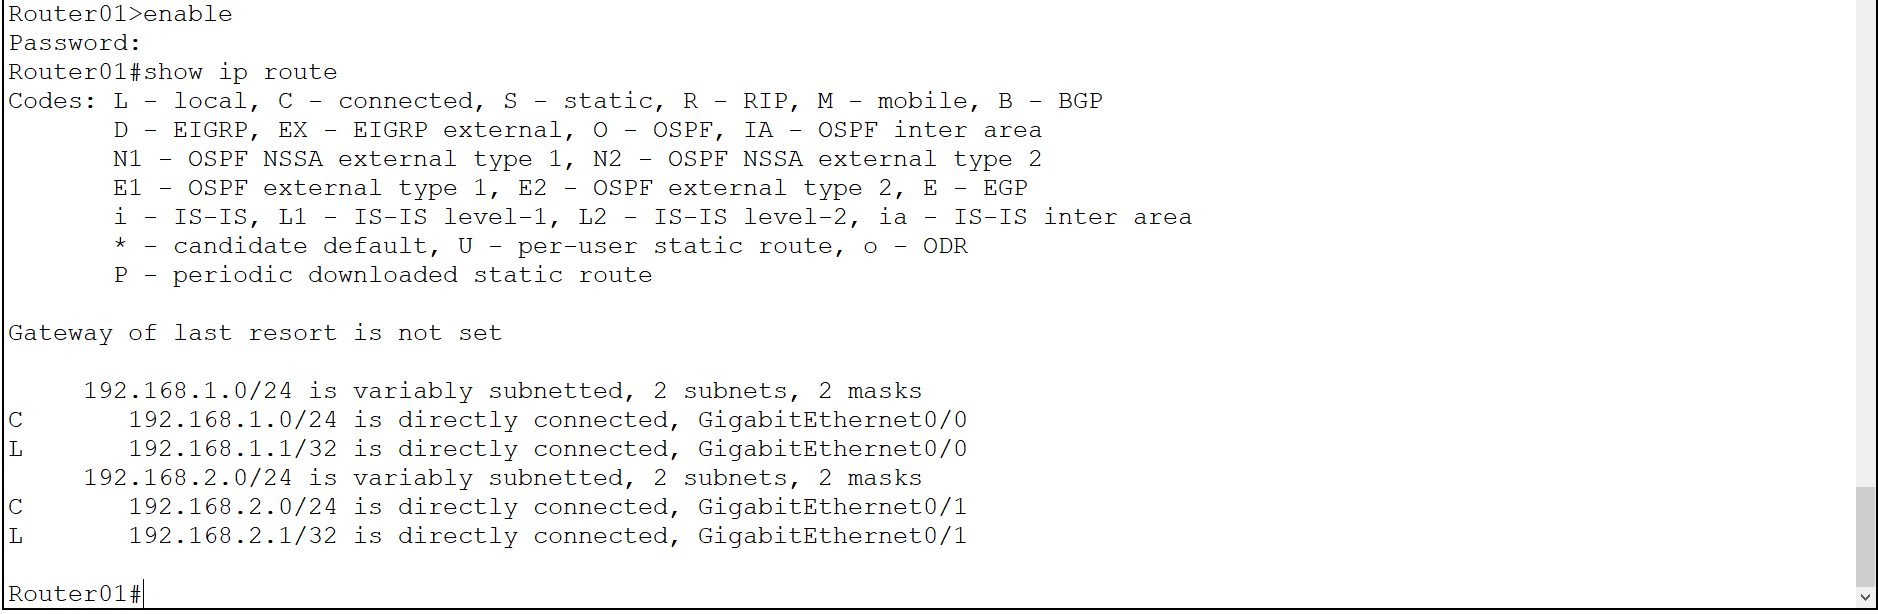 Router01>enable
Password:
Router01#show ip route
Codes: L - local, C - connected, S - static, R - RIP, M - mobile, B - BGP
       D - EIGRP, EX - EIGRP external, O - OSPF, IA - OSPF inter area
       N1 - OSPF NSSA external type 1, N2 - OSPF NSSA external type 2
       E1 - OSPF external type 1, E2 - OSPF external type 2, E - EGP
       i - IS-IS, L1 - IS-IS level-1, L2 - IS-IS level-2, ia - IS-IS inter area
       * - candidate default, U - per-user static route, o - ODR
       P - periodic downloaded static route

Gateway of last resort is not set

     192.168.1.0/24 is variably subnetted, 2 subnets, 2 masks
C       192.168.1.0/24 is directly connected, GigabitEthernet0/0
L       192.168.1.1/32 is directly connected, GigabitEthernet0/0
     192.168.2.0/24 is variably subnetted, 2 subnets, 2 masks
C       192.168.2.0/24 is directly connected, GigabitEthernet0/1
L       192.168.2.1/32 is directly connected, GigabitEthernet0/1

Router01#